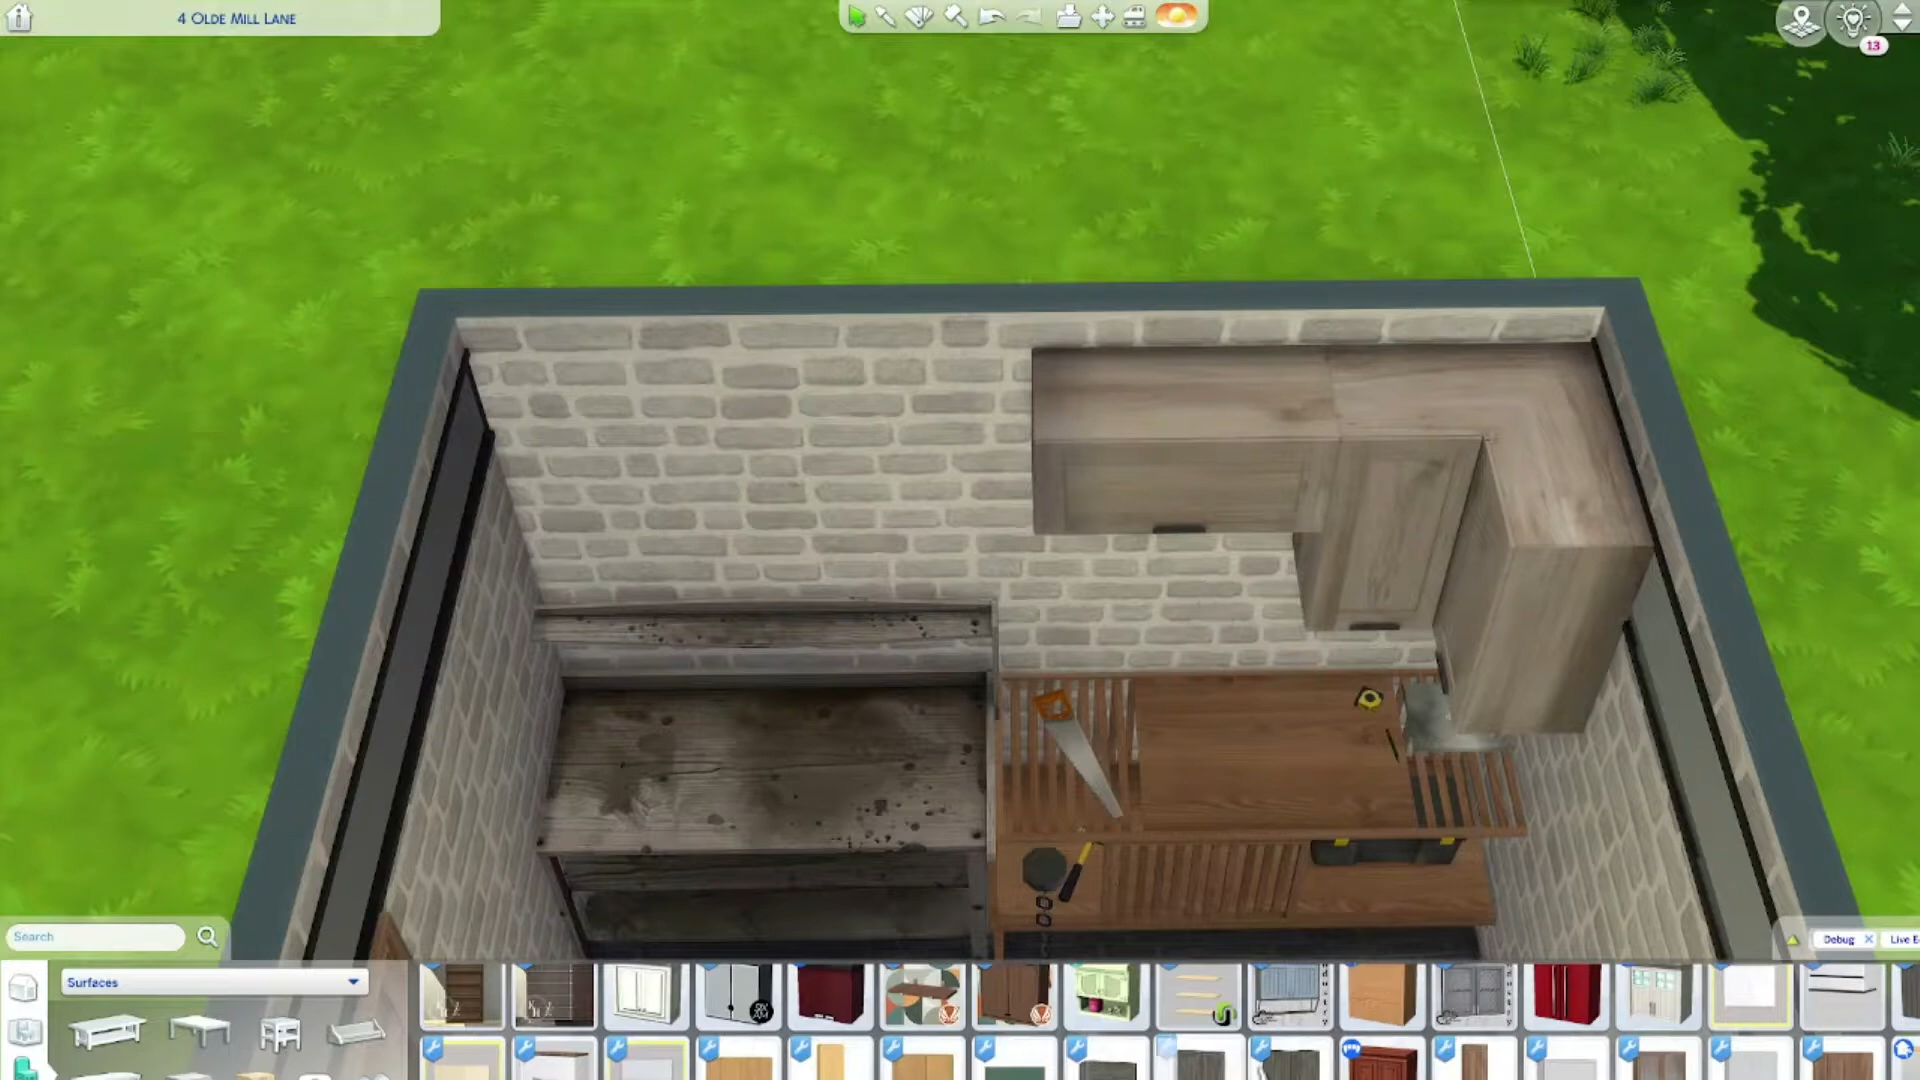 4 OLDE MILL LANE
13
Search
Debug
Live E
Surfaces